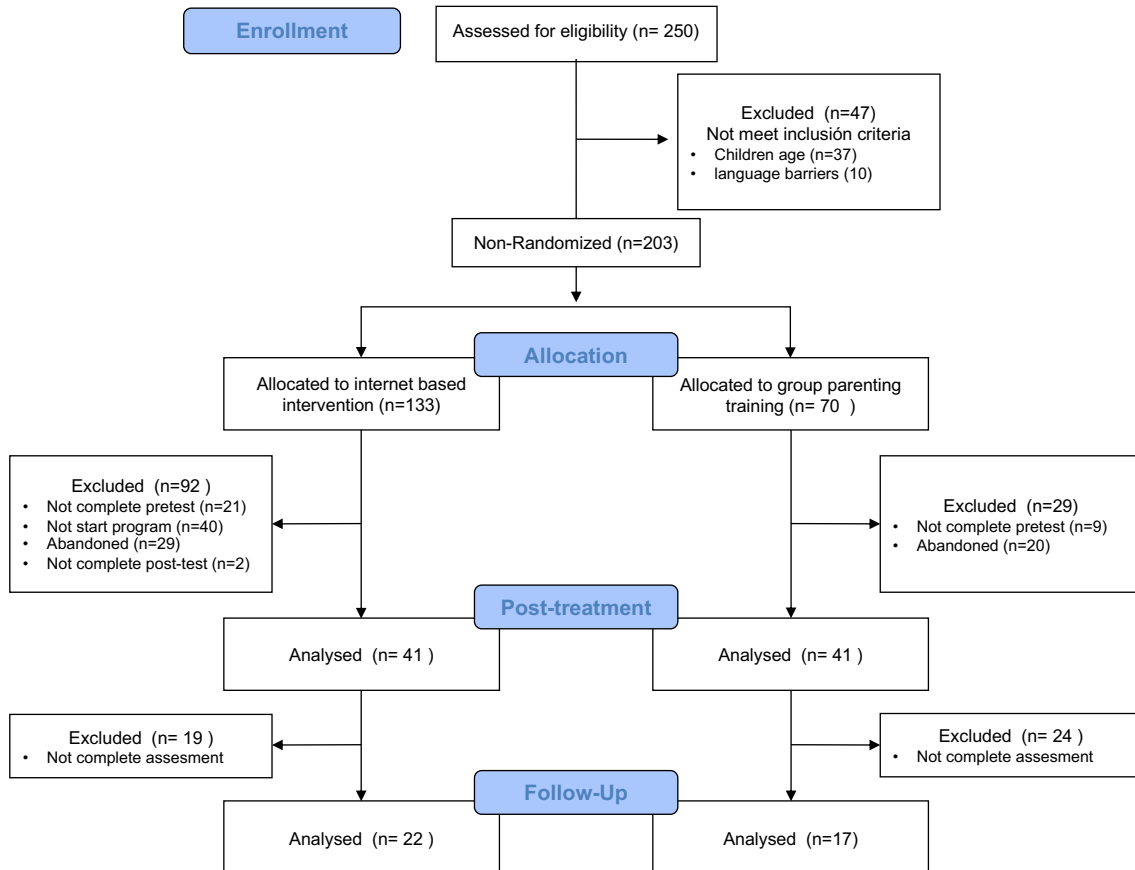 Enrollment
Assessed for eligibility (n= 250)
Excluded (n=47)
Not meet inclusión criteria
• Children age (n=37)
• language barriers (10)
Non-Randomized (n=203)
Allocation
Allocated to internet based
intervention (n=133)
Allocated to group parenting
training (n= 70 )
Excluded (n=92 )
• Not complete pretest (n=21)
• Not start program (n=40)
• Abandoned (n=29)
• Not complete post-test (n=2)
Excluded (n=29)
• Not complete pretest (n=9)
• Abandoned (n=20)
Post-treatment
Analysed (n= 41 )
Analysed (n= 41 )
Excluded (n= 19 )
• Not complete assesment
Excluded (n= 24 )
• Not complete assesment
Follow-Up
Analysed (n= 22 )
Analysed (n=17)